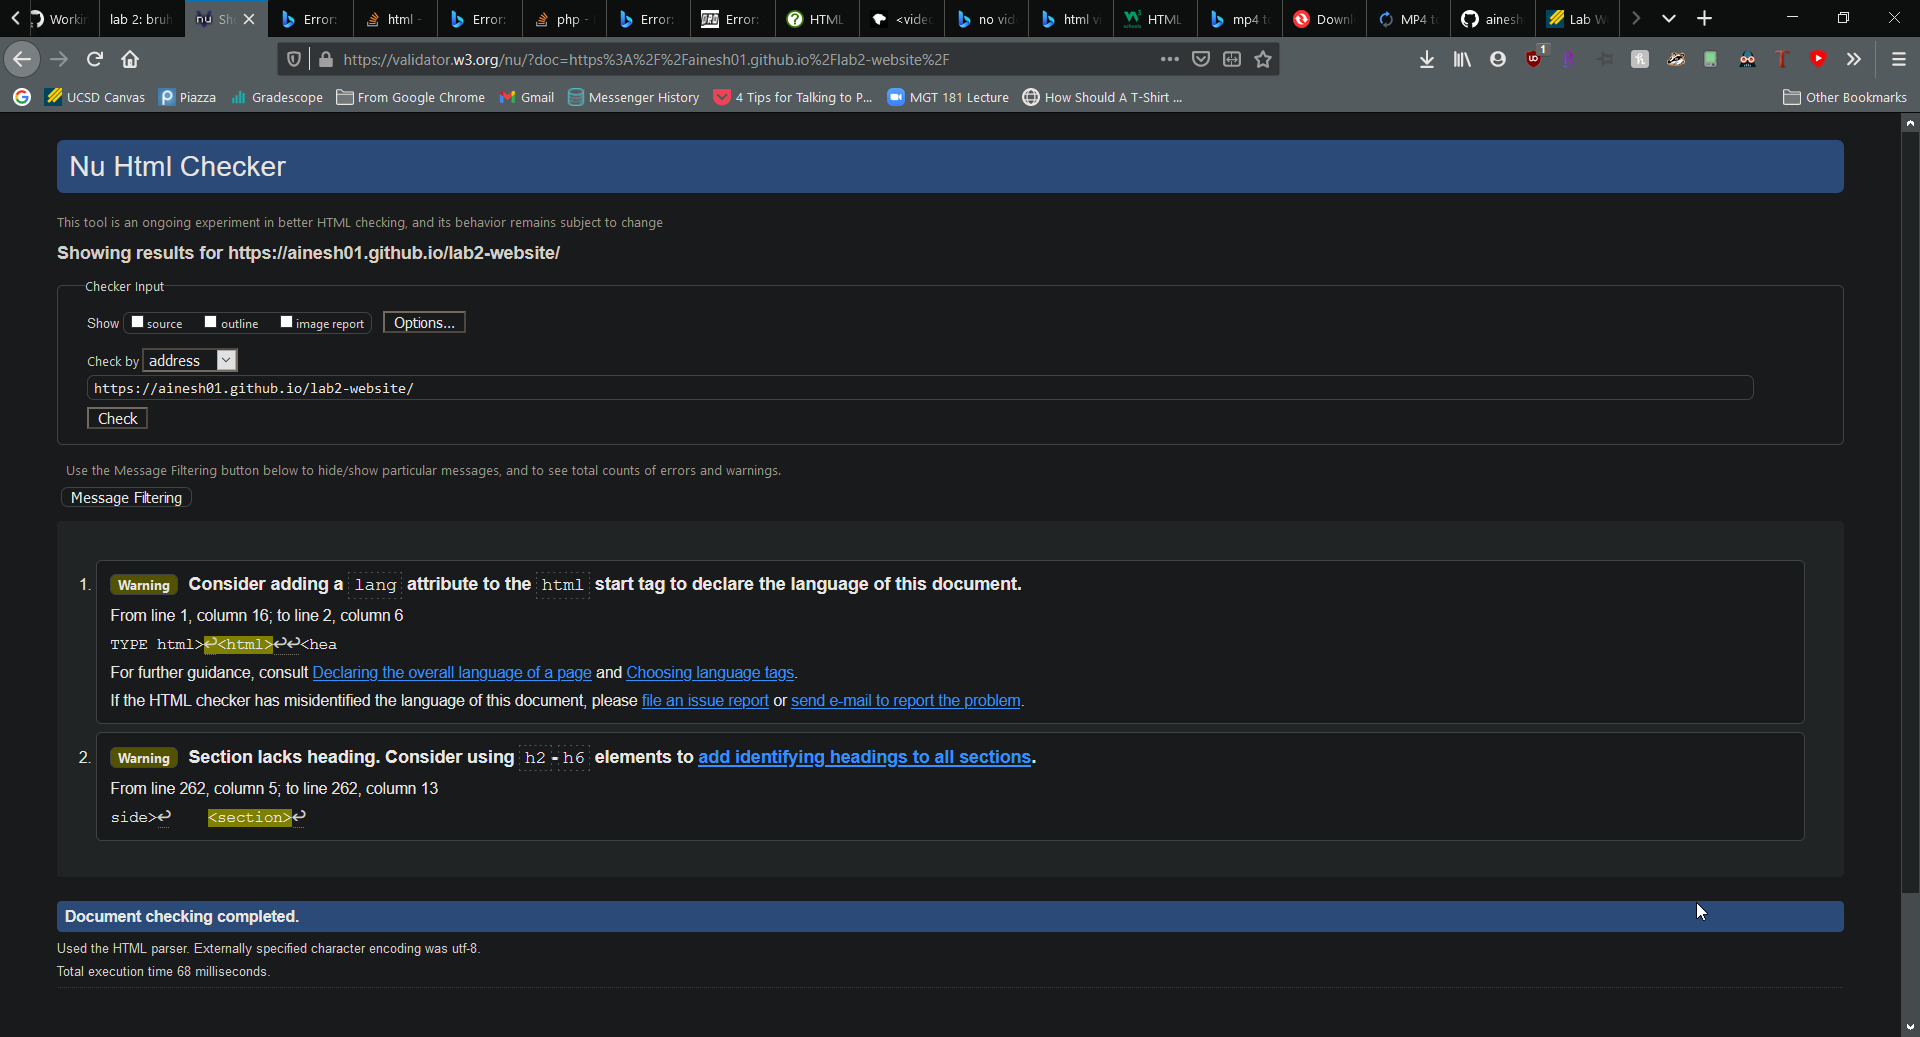 Workin
lab 2: bruh
Sh
Error:
html -
Error:
php -
Error:
Error:
HTML
<video
no vid
html vi
HTML
mp4 to
Downl
MP4 to
ainesh
Lab W
https://validator.w3.org/nu/?doc=https%3A%2F%2Fainesh01.github.io%2Flab2-website%2F
1
UCSD Canvas
Piazza
Gradescope
From Google Chrome
Gmail
Messenger History
4 Tips for Talking to P...
MGT 181 Lecture
How Should A T-Shirt ...
Other Bookmarks
Nu Html Checker
This tool is an ongoing experiment in better HTML checking, and its behavior remains subject to change
Showing results for https://ainesh01.github.io/lab2-website/
Checker Input
Show source outline image report Options...
Check by address
https://ainesh01.github.io/lab2-website/
Check
Use the Message Filtering button below to hide/show particular messages, and to see total counts of errors and warnings.
Message Filtering
1. Warning Consider adding a lang attribute to the html start tag to declare the language of this document.
From line 1, column 16; to line 2, column 6
TYPE html>↩<html>↩↩<hea
For further guidance, consult Declaring the overall language of a page and Choosing language tags.
If the HTML checker has misidentified the language of this document, please file an issue report or send e-mail to report the problem.
2. Warning Section lacks heading. Consider using h2-h6 elements to add identifying headings to all sections.
From line 262, column 5; to line 262, column 13
side>↩ <section>↩
Document checking completed.
Used the HTML parser. Externally specified character encoding was utf-8.
Total execution time 68 milliseconds.